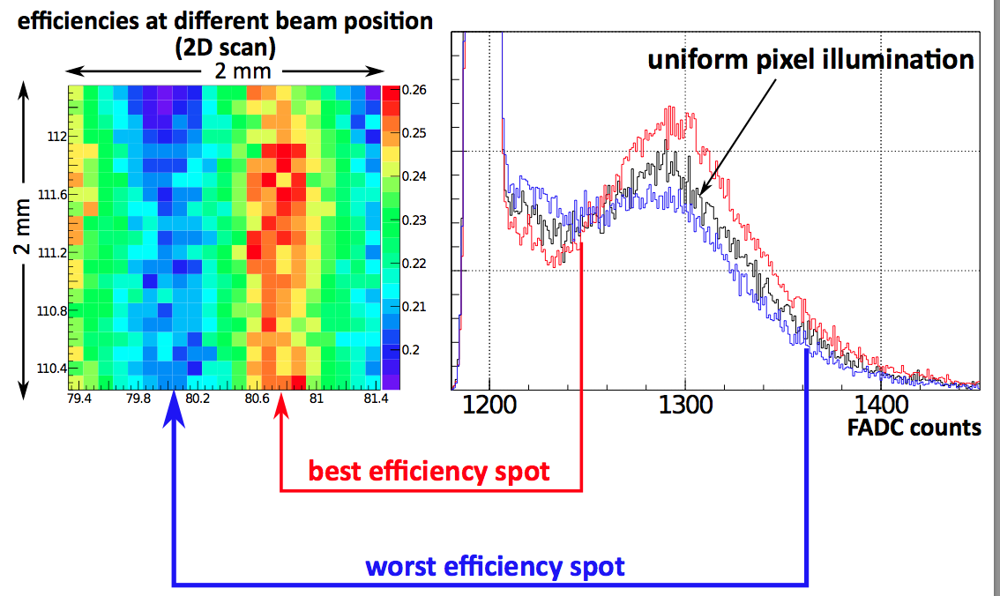 efficiencies at different beam position
(2D scan)
2 mm
2 mm
112
111.6
111.2
110.8
110.4
79.4 79.8 80.2 80.6 81 81.4
0.26
0.25
0.24
0.23
0.22
0.21
0.2
uniform pixel illumination
1200 1300 1400
FADC counts
best efficiency spot
worst efficiency spot